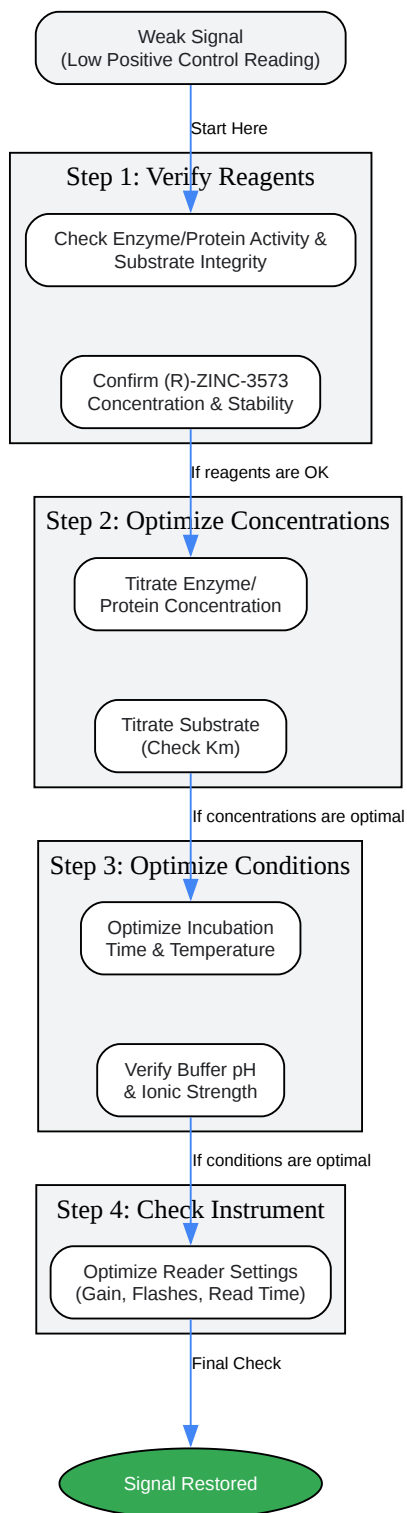 Weak Signal
(Low Positive Control Reading)
Start Here
Step 1: Verify Reagents
Check Enzyme/Protein Activity &
Substrate Integrity
Confirm (R)-ZINC-3573
Concentration & Stability
If reagents are OK
Step 2: Optimize Concentrations
Titrate Enzyme/
Protein Concentration
Titrate Substrate
(Check Km)
If concentrations are optimal
Step 3: Optimize Conditions
Optimize Incubation
Time & Temperature
Verify Buffer pH
& Ionic Strength
If conditions are optimal
Step 4: Check Instrument
Optimize Reader Settings
(Gain, Flashes, Read Time)
Final Check
Signal Restored